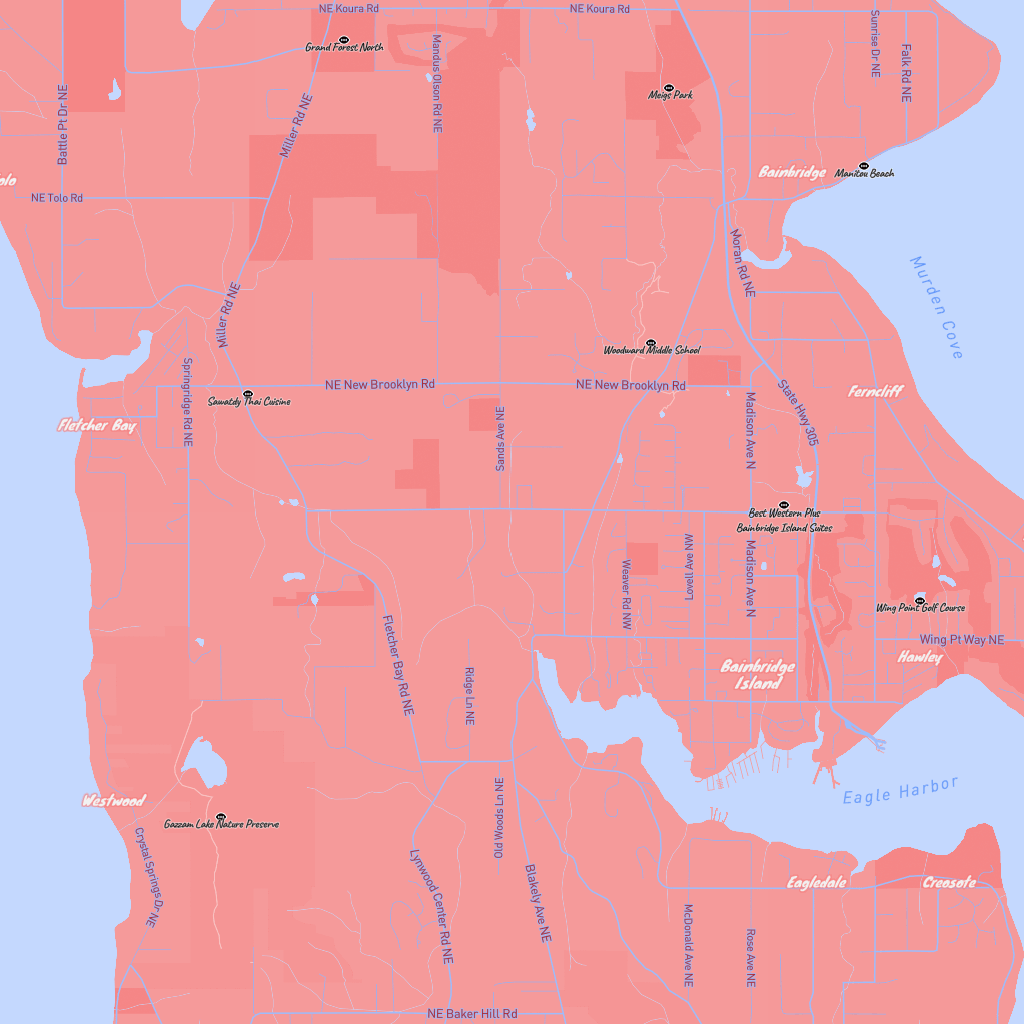 NE Koura Rd
NE Koura Rd
Grand Forest North
Mandus Olson Rd NE
Sunrise Dr NE
Falk Rd NE
Battle Pt Dr NE
Miller Rd NE
Meigs Park
Bainbridge
Manitou Beach
olo
NE Tolo Rd
Moran Rd NE
Murden Cove
Miller Rd NE
Woodward Middle School
Springridge Rd NE
NE New Brooklyn Rd
NE New Brooklyn Rd
Sawatdy Thai Cuisine
Ferncliff
State Hwy 305
Madison Ave N
Fletcher Bay
Sands Ave NE
Best Western Plus
Bainbridge Island Suites
Madison Ave N
Lovell Ave NW
Weaver Rd NW
Wing Point Golf Course
Wing Pt Way NE
Hawley
Fletcher Bay Rd NE
Ridge Ln NE
Bainbridge
Island
Eagle Harbor
Westwood
Gazzam Lake Nature Preserve
Old Woods Ln NE
Crystal Springs Dr NE
Lynwood Center Rd NE
Blakely Ave NE
Eagledale
Creosote
McDonald Ave NE
Rose Ave NE
NE Baker Hill Rd